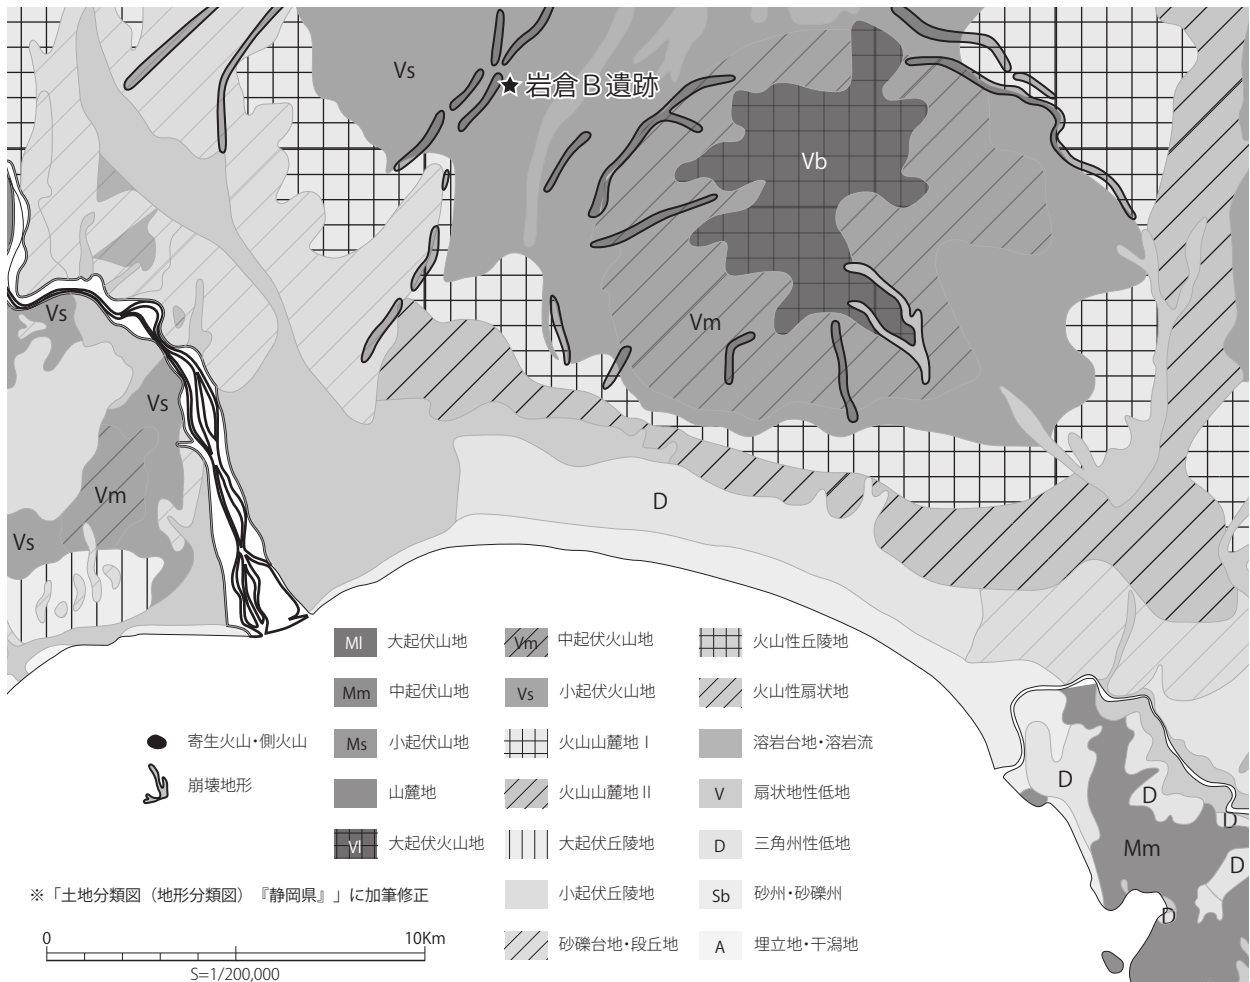 Vs
★岩倉B遺跡
Vb
Vs
Vm
Vs
Vm
D
Vs
D
D
D
Mm
D
D
Ml 大起伏山地
Mm 中起伏山地
Ms 小起伏山地
山麓地
Vl 大起伏火山地
Vm 中起伏火山地
Vs 小起伏火山地
火山山麓地Ⅰ
火山山麓地Ⅱ
大起伏丘陵地
小起伏丘陵地
砂礫台地・段丘地
火山性丘陵地
火山性扇状地
溶岩台地・溶岩流
V 扇状地性低地
D 三角州性低地
Sb 砂州・砂礫州
A 埋立地・干潟地
寄生火山・側火山
崩壊地形
※「土地分類図（地形分類図）『静岡県』」に加筆修正
0 10Km
S=1/200,000